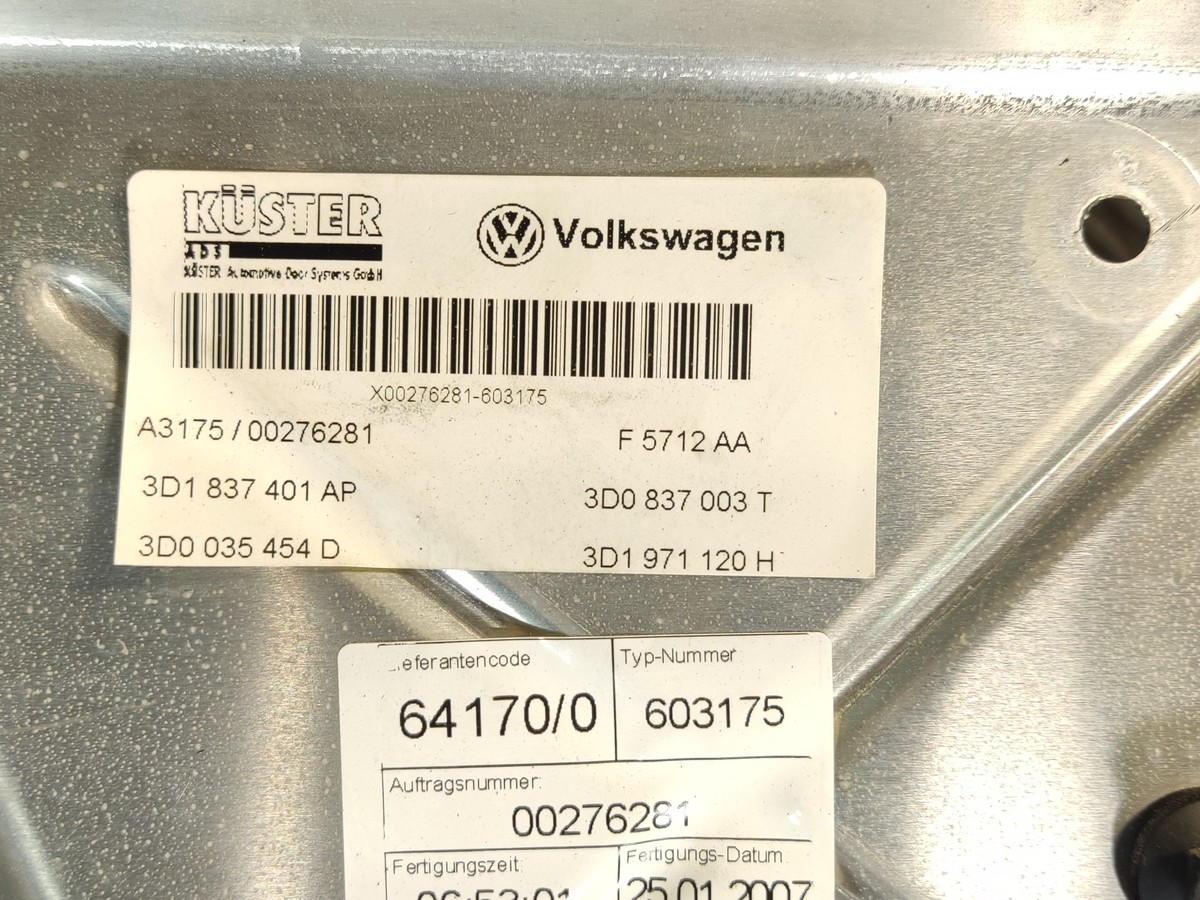 KÜSTER
ADS
KÜSTER Automotive Door Systems GmbH
Volkswagen
X00276281-603175
A3175 / 00276281
F 5712 AA
3D1 837 401 AP
3D0 837 003 T
3D0 035 454 D
3D1 971 120 H
Typ-Nummer
64170/0
603175
Auftragsnummer:
00276281
Fertigungszeit:
Fertigungs-Datum
25.01.2007